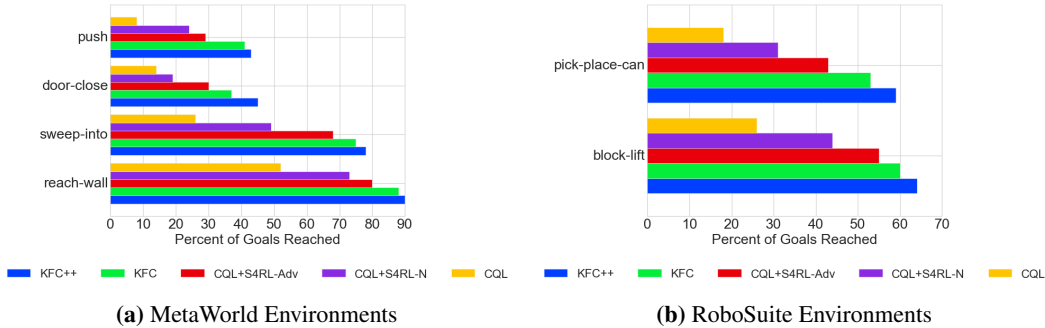 push
door-close
sweep-into
reach-wall
0 10 20 30 40 50 60 70 80 90
Percent of Goals Reached
KFC++ KFC CQL+S4RL-Adv CQL+S4RL-N CQL
(a) MetaWorld Environments
pick-place-can
block-lift
0 10 20 30 40 50 60 70
Percent of Goals Reached
KFC++ KFC CQL+S4RL-Adv CQL+S4RL-N CQL
(b) RoboSuite Environments